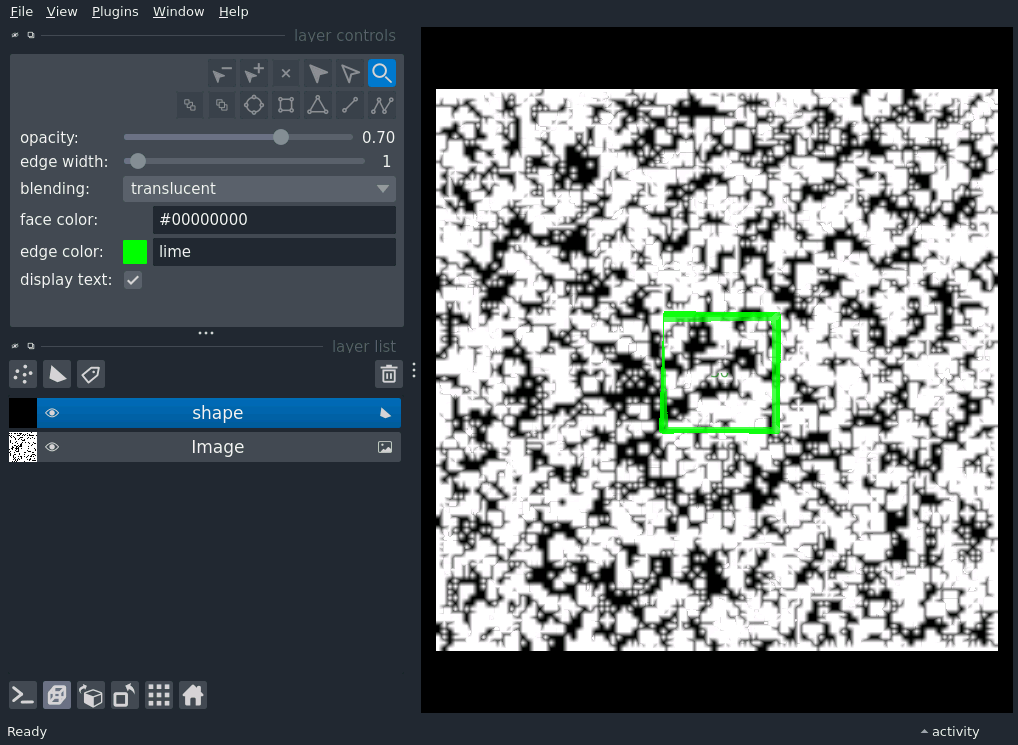 File View Plugins Window Help
layer controls
opacity: 0.70
edge width: 1
blending: translucent
face color: #00000000
edge color: lime
display text:
layer list
shape
Image
Ready
activity